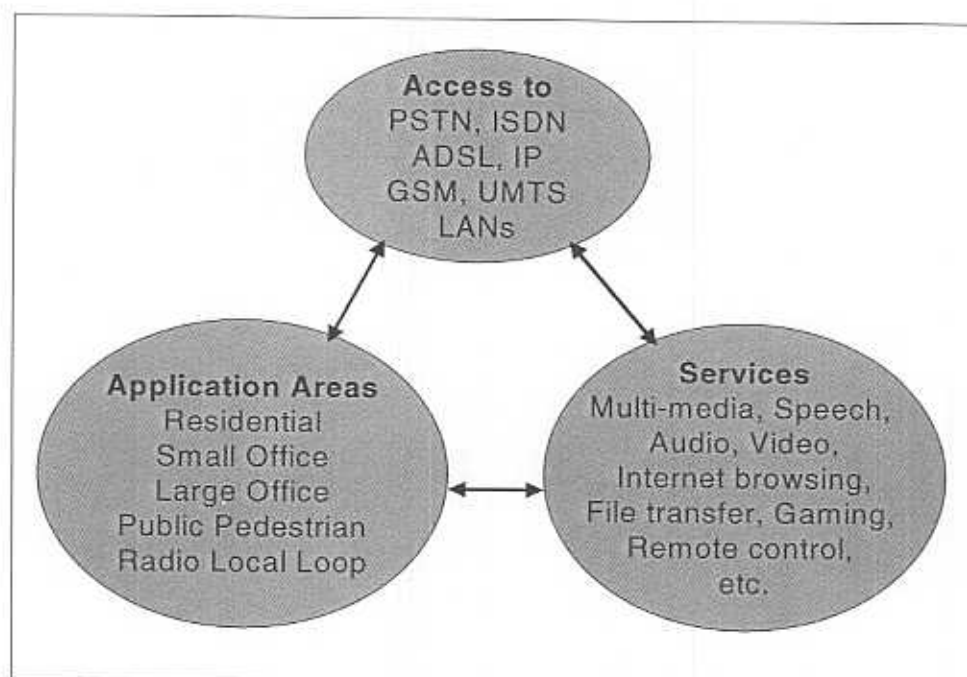 Access to
PSTN, ISDN
ADSL, IP
GSM, UMTS
LANs
Application Areas
Residential
Small Office
Large Office
Public Pedestrian
Radio Local Loop
Services
Multi-media, Speech,
Audio, Video,
Internet browsing,
File transfer, Gaming,
Remote control,
etc.